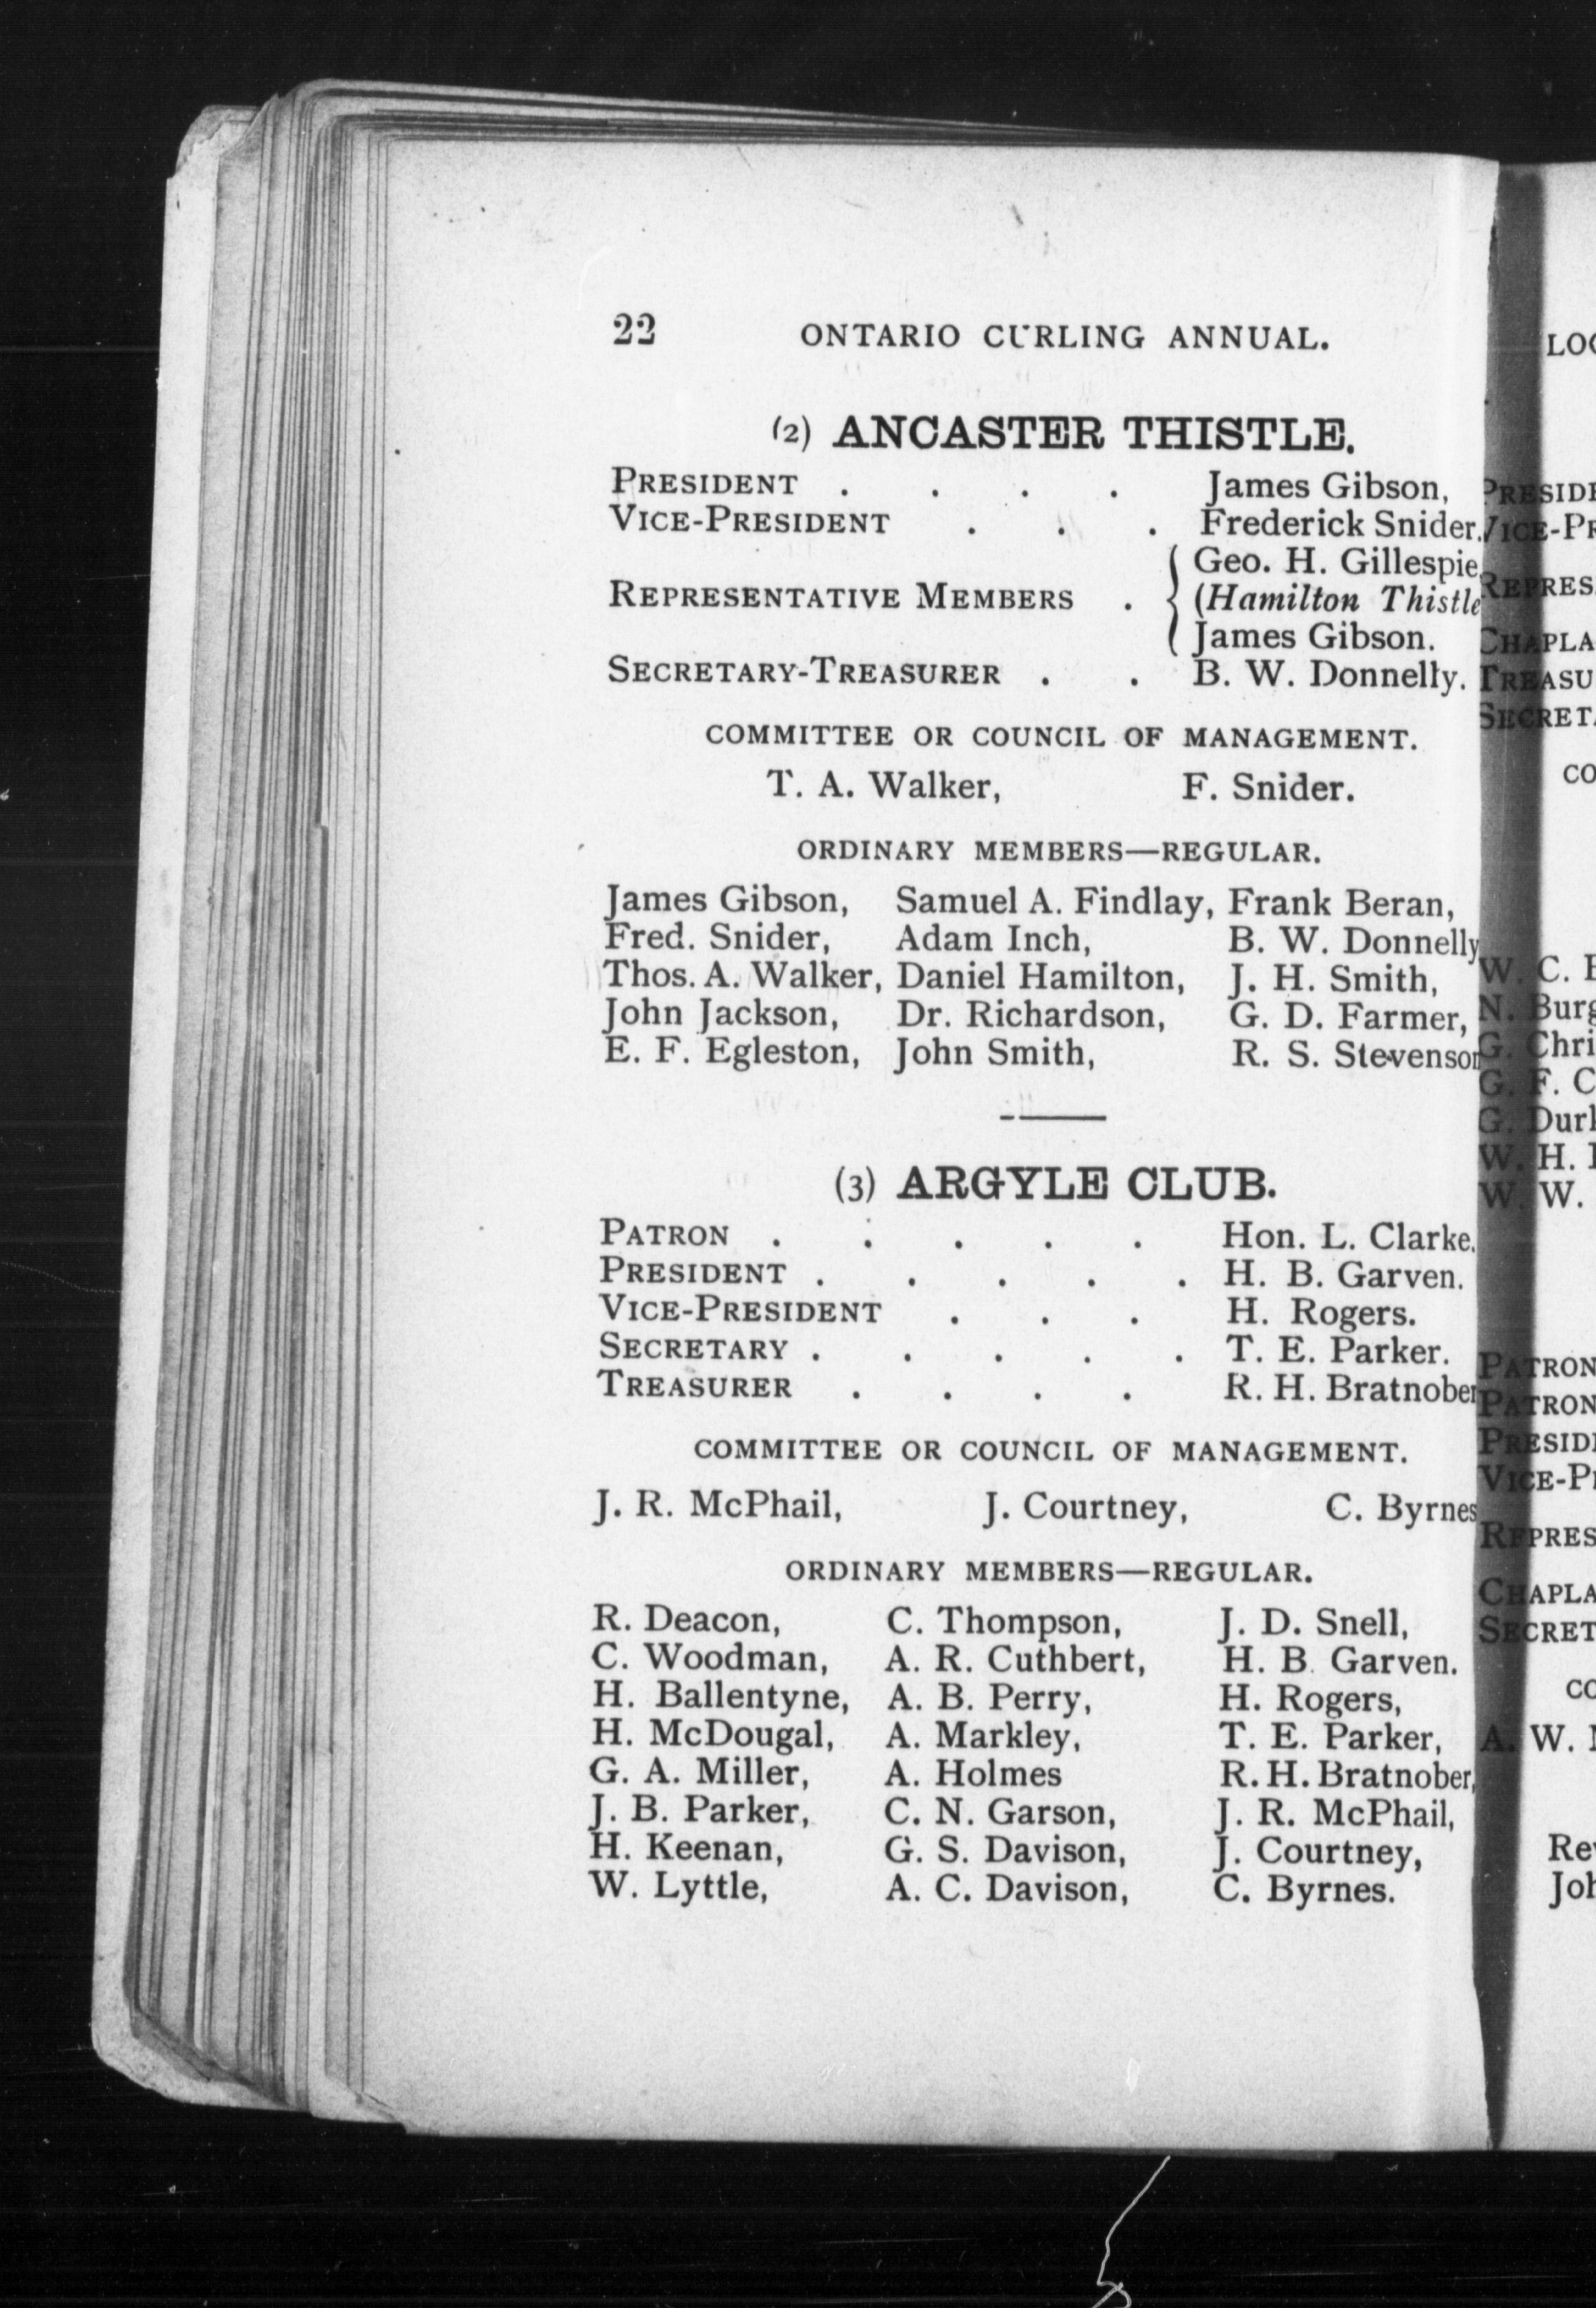 22 ONTARIO CURLING ANNUAL.
(2) ANCASTER THISTLE.
PRESIDENT . . . . James Gibson,
VICE-PRESIDENT . . . Frederick Snider.
Geo. H. Gillespie
REPRESENTATIVE MEMBERS . { (Hamilton Thistle
James Gibson.
SECRETARY-TREASURER . . B. W. Donnelly.
COMMITTEE OR COUNCIL OF MANAGEMENT.
T. A. Walker, F. Snider.
ORDINARY MEMBERS—REGULAR.
James Gibson, Samuel A. Findlay, Frank Beran,
Fred. Snider, Adam Inch, B. W. Donnelly
Thos. A. Walker, Daniel Hamilton, J. H. Smith,
John Jackson, Dr. Richardson, G. D. Farmer,
E. F. Egleston, John Smith, R. S. Stevenson
(3) ARGYLE CLUB.
PATRON . . . . . Hon. L. Clarke.
PRESIDENT . . . . . H. B. Garven.
VICE-PRESIDENT . . . H. Rogers.
SECRETARY . . . . . T. E. Parker.
TREASURER . . . . R. H. Bratnober
COMMITTEE OR COUNCIL OF MANAGEMENT.
J. R. McPhail, J. Courtney, C. Byrnes
ORDINARY MEMBERS—REGULAR.
R. Deacon, C. Thompson, J. D. Snell,
C. Woodman, A. R. Cuthbert, H. B. Garven.
H. Ballentyne, A. B. Perry, H. Rogers,
H. McDougal, A. Markley, T. E. Parker,
G. A. Miller, A. Holmes R. H. Bratnober,
J. B. Parker, C. N. Garson, J. R. McPhail,
H. Keenan, G. S. Davison, J. Courtney,
W. Lyttle, A. C. Davison, C. Byrnes.